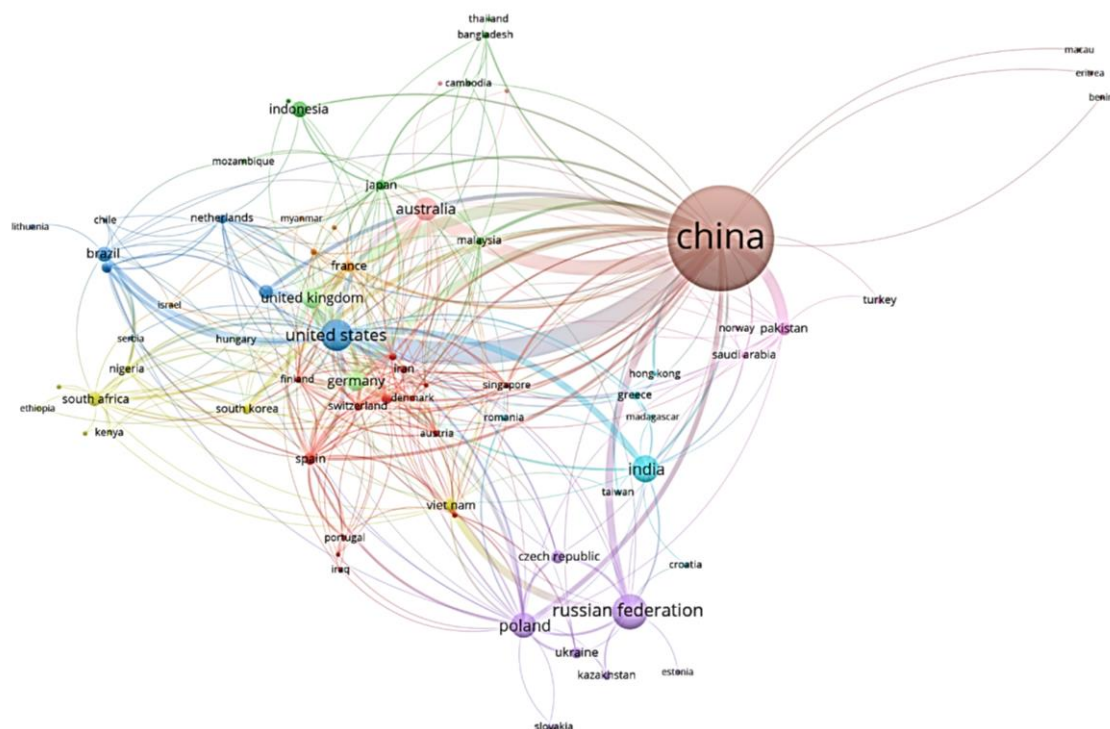 thailand
bangladesh
macau
eritrea
cambodia
benin
indonesia
mozambique
japan
australia
china
lithuania
chile
netherlands
myanmar
malaysia
brazil
france
united kingdom
israel
turkey
serbia
hungary
united states
norway
pakistan
saudi arabia
nigeria
iran
hong kong
finland
germany
singapore
greece
south africa
ethiopia
south korea
switzerland
denmark
romania
madagascar
kenya
austria
spain
india
taiwan
viet nam
portugal
iraq
czech republic
croatia
russian federation
poland
ukraine
kazakhstan
estonia
slovakia